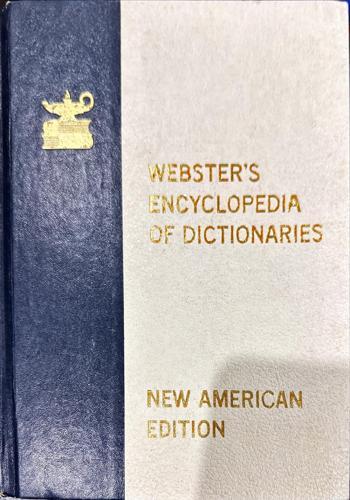 WEBSTER'S
ENCYCLOPEDIA
OF DICTIONARIES
NEW AMERICAN
EDITION